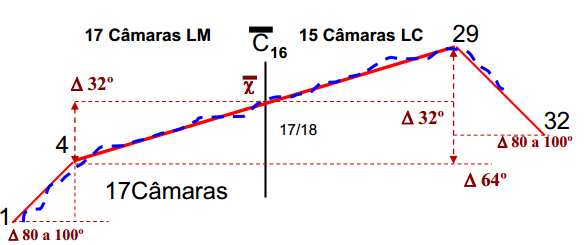 17 Câmaras LM
C̅16
15 Câmaras LC
29
χ̅
Δ 32º
Δ 32º
17/18
32
4
Δ 80 a 100º
Δ 64º
17Câmaras
1
Δ 80 a 100º